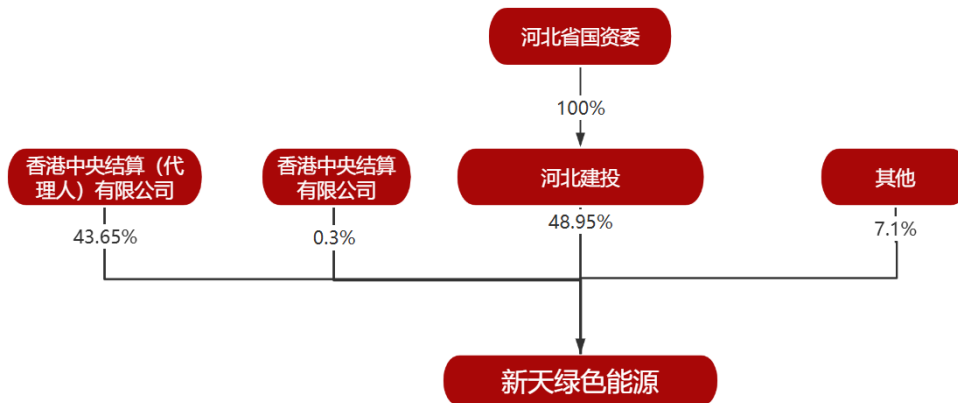 河北省国资委
100%
香港中央结算（代
理人）有限公司
香港中央结算
有限公司
河北建投
其他
43.65%
0.3%
48.95%
7.1%
新天绿色能源